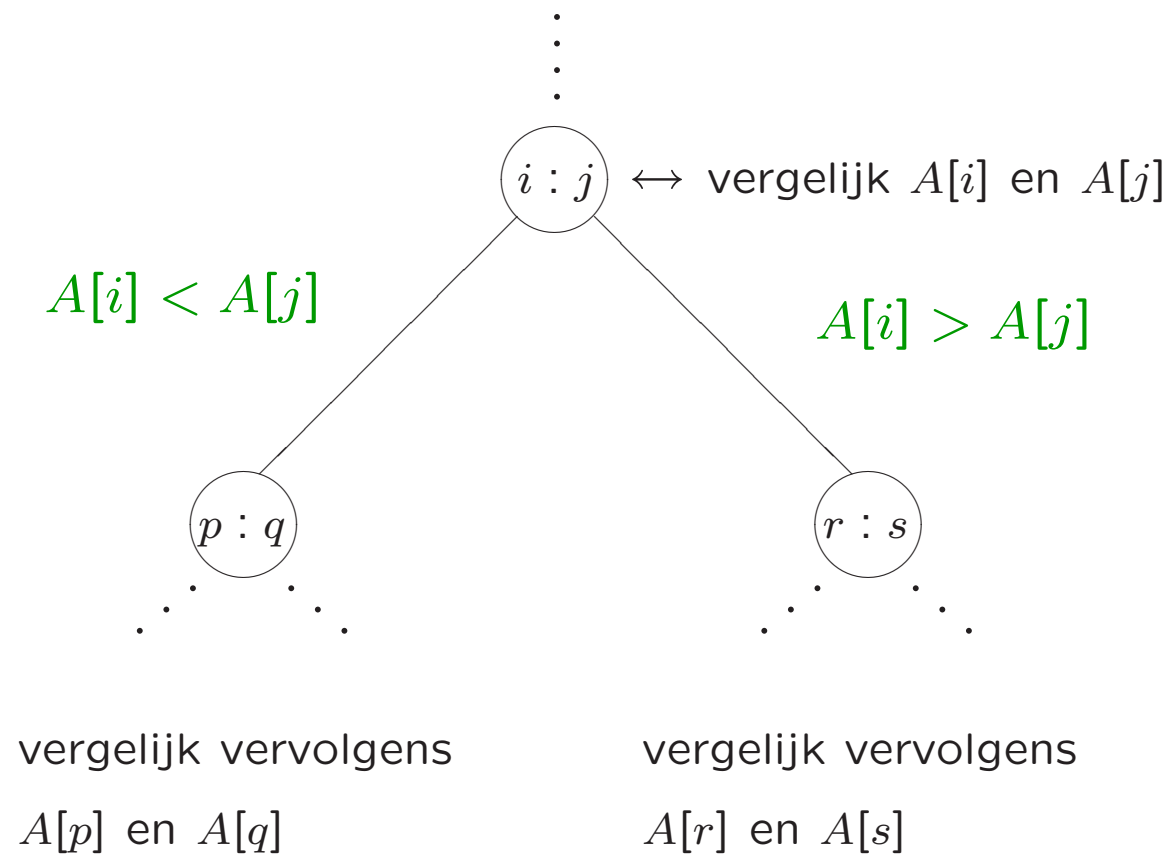 i : j ↔ vergelijk A[i] en A[j]
A[i] < A[j]
A[i] > A[j]
p : q
r : s
vergelijk vervolgens
A[p] en A[q]
vergelijk vervolgens
A[r] en A[s]